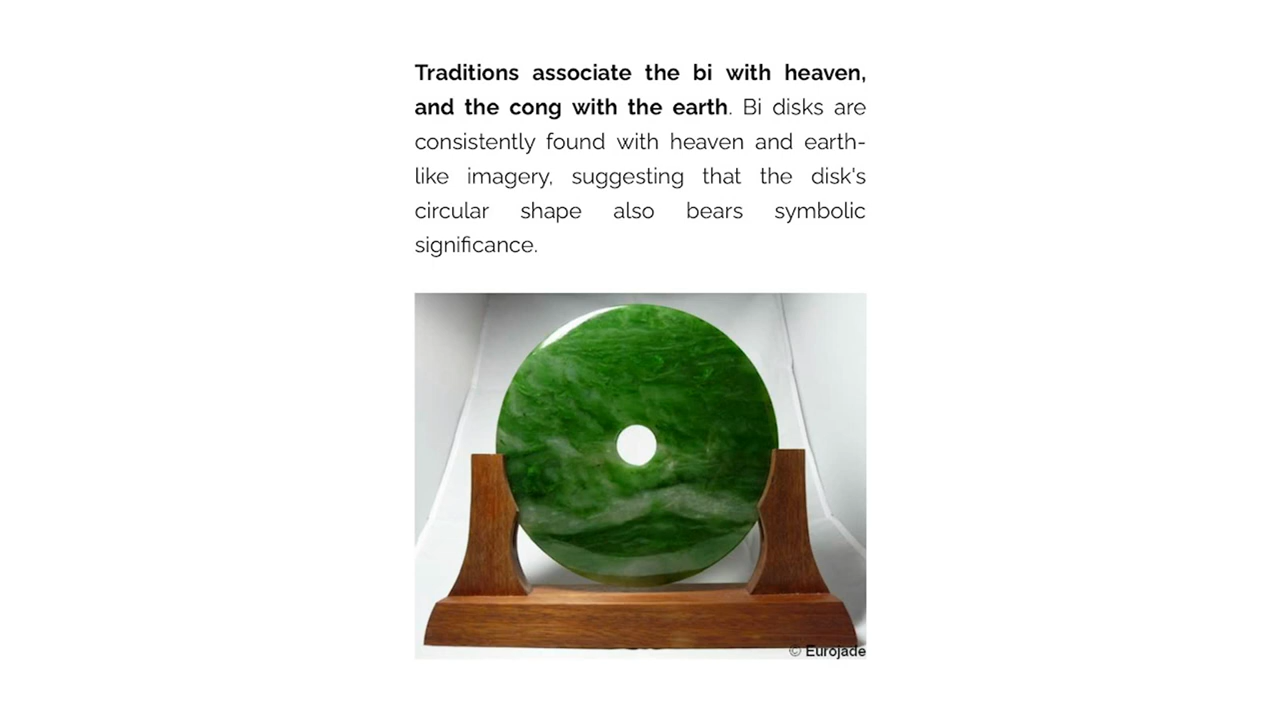 Traditions associate the bi with heaven,
and the cong with the earth. Bi disks are
consistently found with heaven and earth-
like imagery, suggesting that the disk's
circular shape also bears symbolic
significance.
© Eurojade